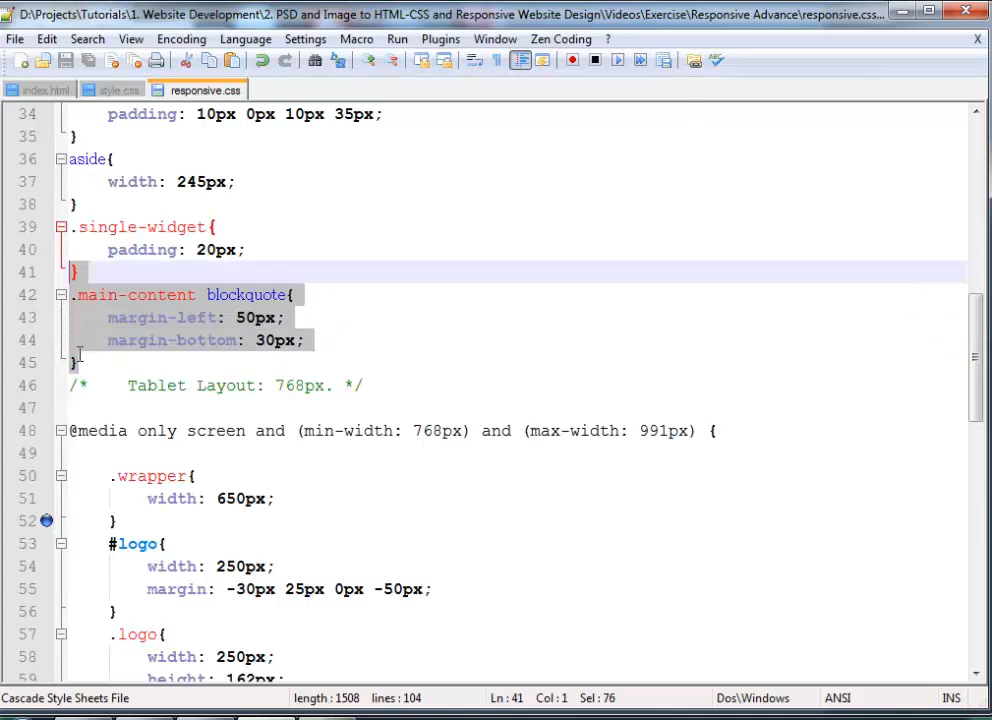 D:\Projects\Tutorials\1. Website Development\2. PSD and Image to HTML-CSS and Responsive Website Design\Videos\Exercise\Responsive Advance\responsive.css...
File Edit Search View Encoding Language Settings Macro Run Plugins Window Zen Coding ? X
index.html style.css responsive.css
34 padding: 10px 0px 10px 35px;
35 }
36 aside{
37 width: 245px;
38 }
39 .single-widget{
40 padding: 20px;
41 }
42 .main-content blockquote{
43 margin-left: 50px;
44 margin-bottom: 30px;
45 }
46 /* Tablet Layout: 768px. */
47
48 @media only screen and (min-width: 768px) and (max-width: 991px) {
49
50 .wrapper{
51 width: 650px;
52 }
53 #logo{
54 width: 250px;
55 margin: -30px 25px 0px -50px;
56 }
57 .logo{
58 width: 250px;
59 height: 162px;
Cascade Style Sheets File length:1508 lines:104 Ln:41 Col:1 Sel:76 Dos\Windows ANSI INS